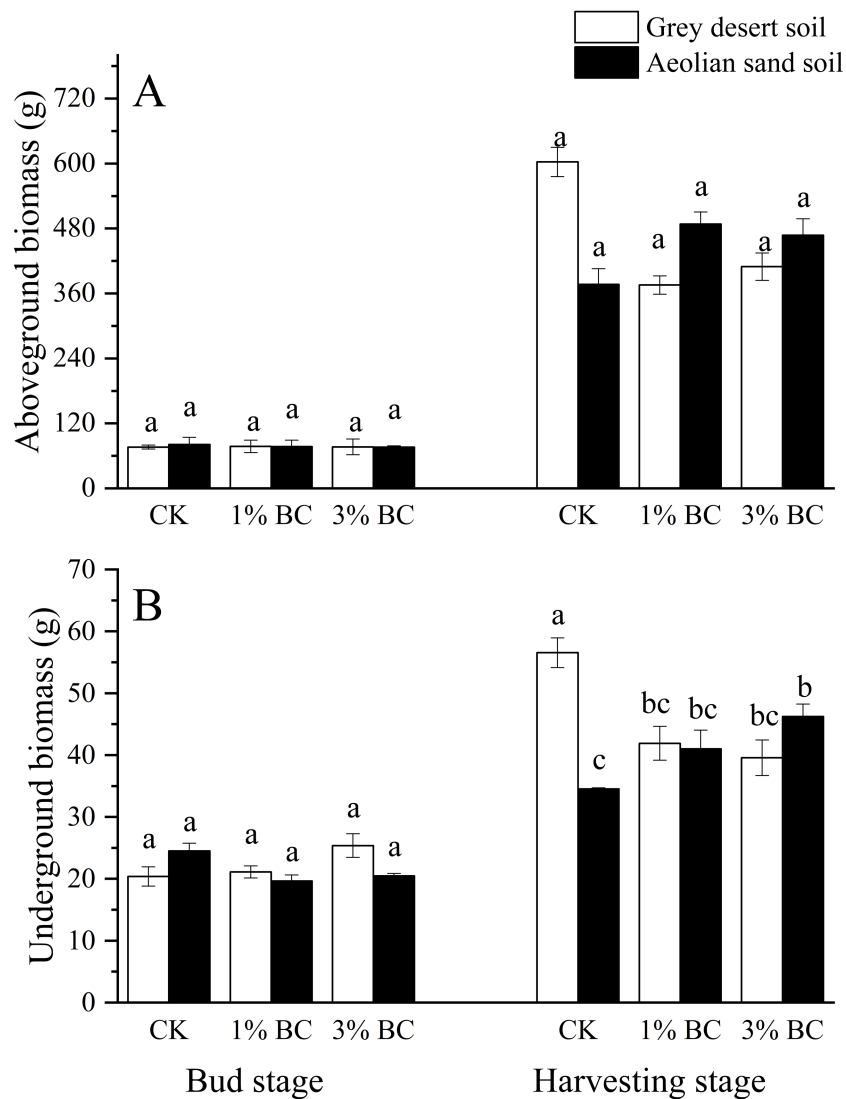 Grey desert soil
Aeolian sand soil
A
Aboveground biomass (g)
720
600
480
360
240
120
0
a a a a a a a a a a a a
CK 1% BC 3% BC CK 1% BC 3% BC
B
Underground biomass (g)
70
60
50
40
30
20
10
0
a a a a a a a c bc bc bc b
CK 1% BC 3% BC CK 1% BC 3% BC
Bud stage Harvesting stage